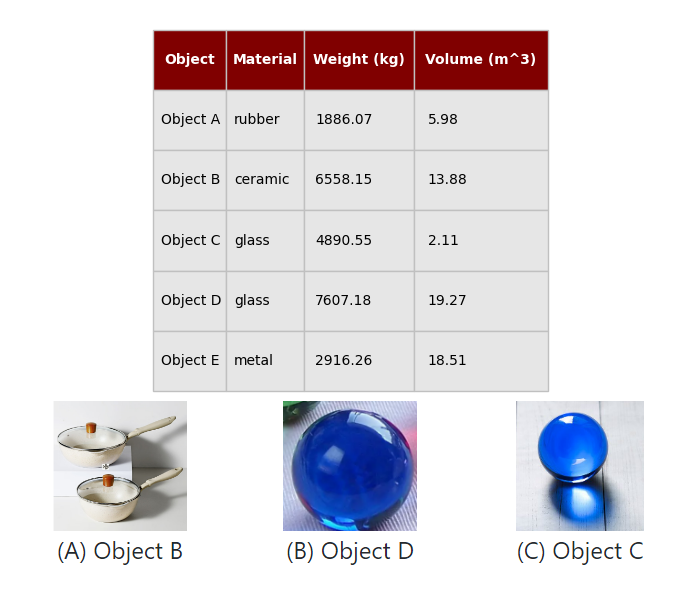 Object Material Weight (kg) Volume (m^3)
Object A rubber 1886.07 5.98
Object B ceramic 6558.15 13.88
Object C glass 4890.55 2.11
Object D glass 7607.18 19.27
Object E metal 2916.26 18.51
(A) Object B (B) Object D (C) Object C